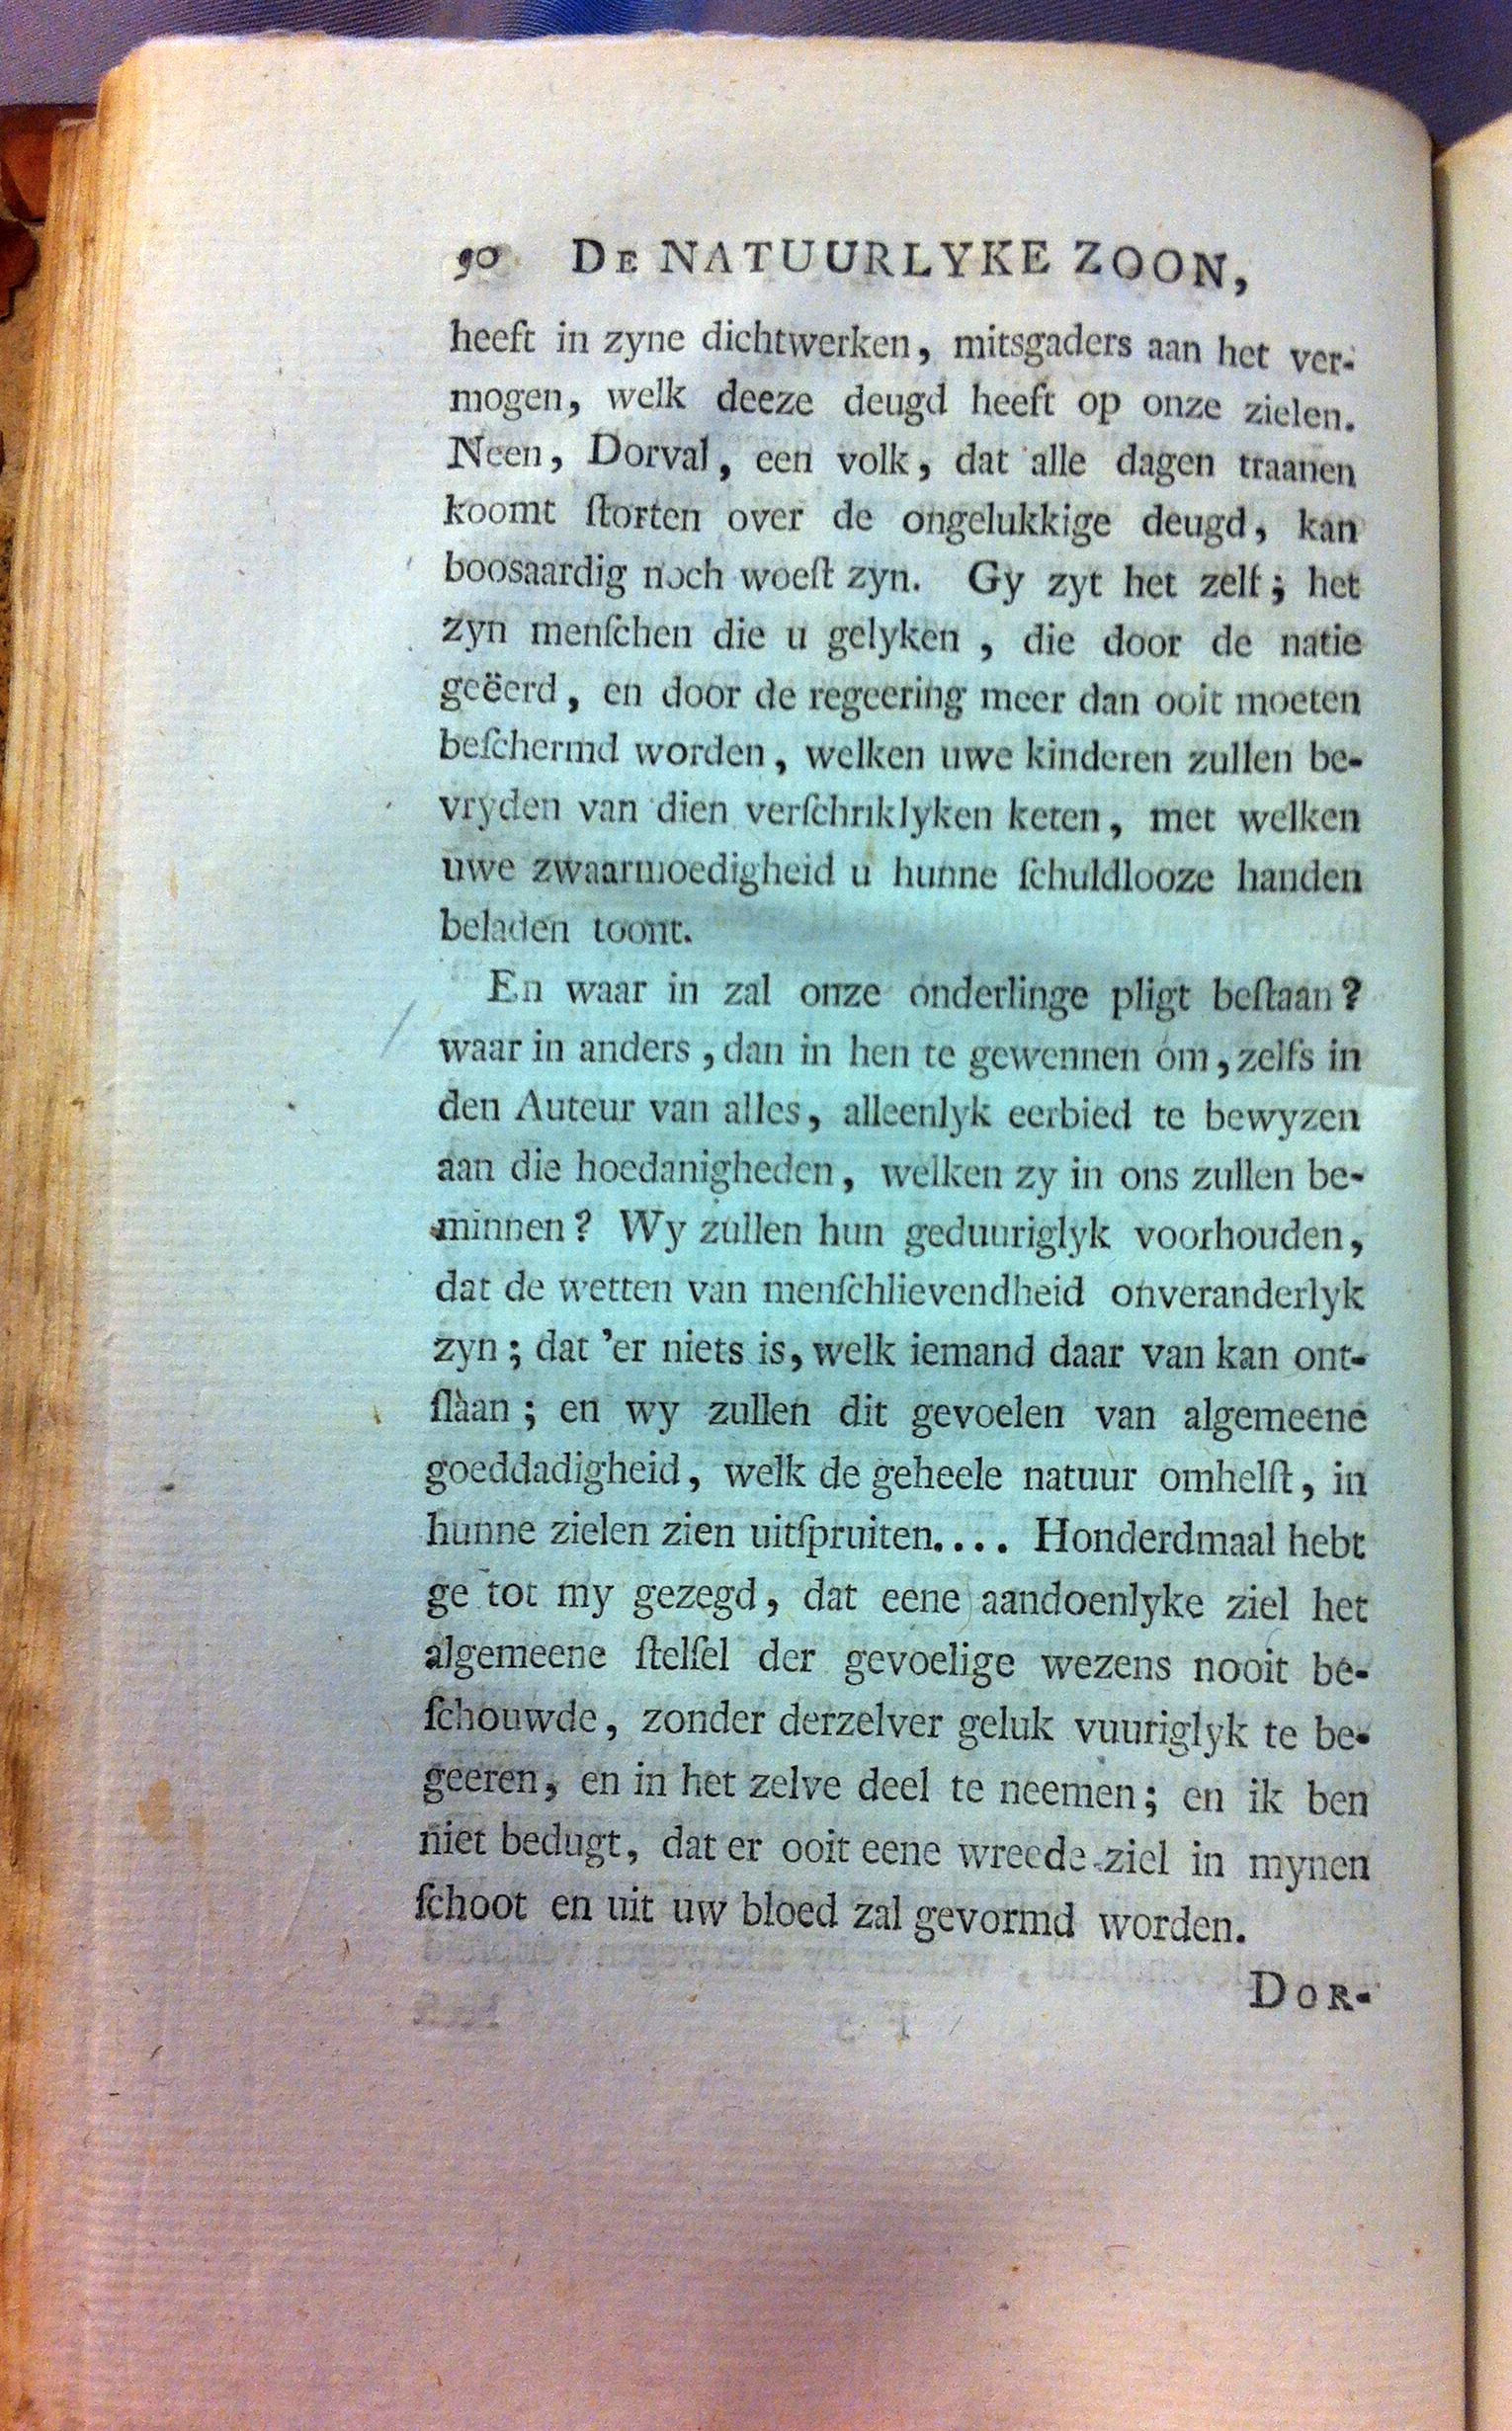 90 DE NATUURLYKE ZOON,
heeft in zyne dichtwerken, mitsgaders aan het ver-
mogen, welk deeze deugd heeft op onze zielen.
Neen, Dorval, een volk, dat alle dagen traanen
koomt ſtorten over de ongelukkige deugd, kan
boosaardig noch woeſt zyn. Gy zyt het zelf; het
zyn menſchen die u gelyken, die door de natie
geëerd, en door de regeering meer dan ooit moeten
beſchermd worden, welken uwe kinderen zullen be-
vryden van dien verſchriklyken keten, met welken
uwe zwaarmoedigheid u hunne ſchuldlooze handen
beladen toont.
En waar in zal onze onderlinge pligt beſtaan?
waar in anders, dan in hen te gewennen om, zelfs in
den Auteur van alles, alleenlyk eerbied te bewyzen
aan die hoedanigheden, welken zy in ons zullen be-
minnen? Wy zullen hun geduuriglyk voorhouden,
dat de wetten van menſchlievendheid onveranderlyk
zyn; dat 'er niets is, welk iemand daar van kan ont-
ſlaan; en wy zullen dit gevoelen van algemeene
goeddadigheid, welk de geheele natuur omhelſt, in
hunne zielen zien uitſpruiten.... Honderdmaal hebt
ge tot my gezegd, dat eene aandoenlyke ziel het
algemeene ſtelſel der gevoelige wezens nooit be-
ſchouwde, zonder derzelver geluk vuuriglyk te be-
geeren, en in het zelve deel te neemen; en ik ben
niet bedugt, dat er ooit eene wreede ziel in mynen
ſchoot en uit uw bloed zal gevormd worden.
DOR-